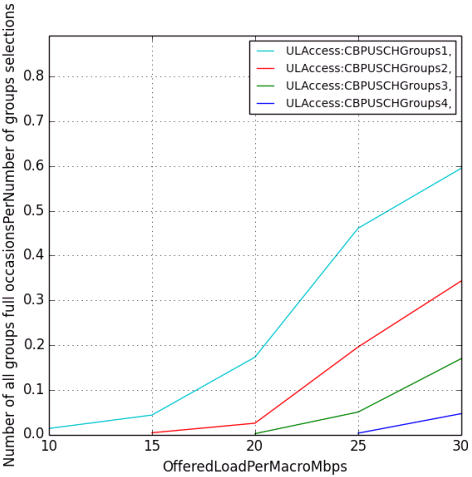 Number of all groups full occasionsPerNumber of groups selections
0.8
0.7
0.6
0.5
0.4
0.3
0.2
0.1
0.0
ULAccess:CBPUSCHGroups1,
ULAccess:CBPUSCHGroups2,
ULAccess:CBPUSCHGroups3,
ULAccess:CBPUSCHGroups4,
10 15 20 25 30
OfferedLoadPerMacroMbps